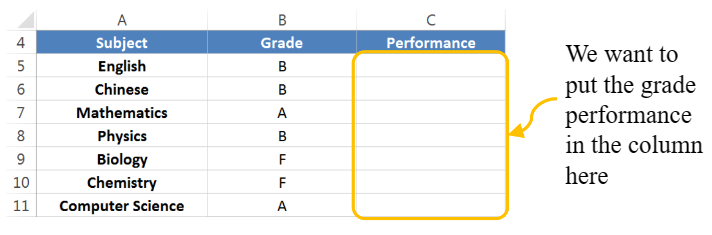 A B C
4 Subject Grade Performance
5 English B
6 Chinese B
7 Mathematics A
8 Physics B
9 Biology F
10 Chemistry F
11 Computer Science A
We want to
put the grade
performance
in the column
here